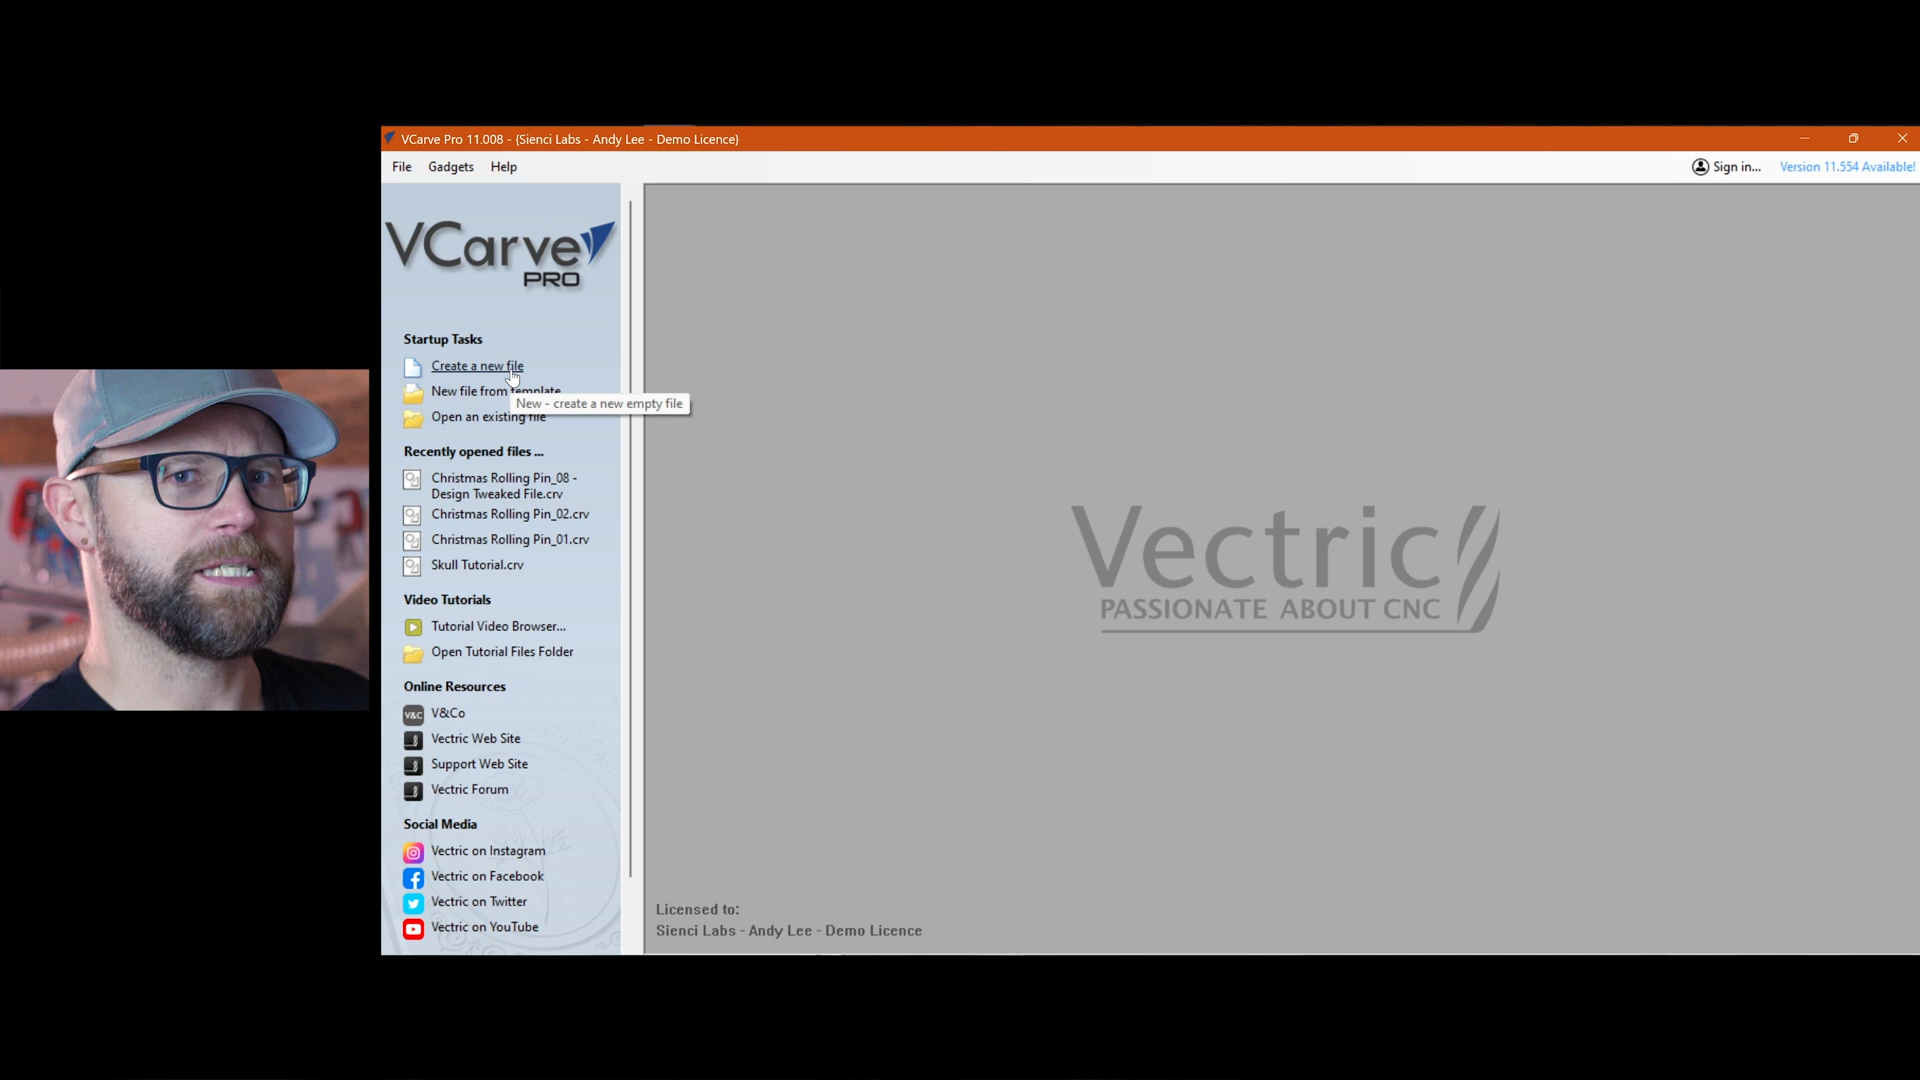 VCarve Pro 11.008 - {Sienci Labs - Andy Lee - Demo Licence}
File Gadgets Help
Sign in... Version 11.554 Available!
VCarve
PRO
Startup Tasks
Create a new file
New file from template
New - create a new empty file
Open an existing file
Recently opened files ...
Christmas Rolling Pin_08 -
Design Tweaked File.crv
Christmas Rolling Pin_02.crv
Christmas Rolling Pin_01.crv
Skull Tutorial.crv
Video Tutorials
Tutorial Video Browser...
Open Tutorial Files Folder
Online Resources
V&C V&Co
Vectric Web Site
Support Web Site
Vectric Forum
Social Media
Vectric on Instagram
Vectric on Facebook
Vectric on Twitter
Vectric on YouTube
Vectric
PASSIONATE ABOUT CNC
Licensed to:
Sienci Labs - Andy Lee - Demo Licence